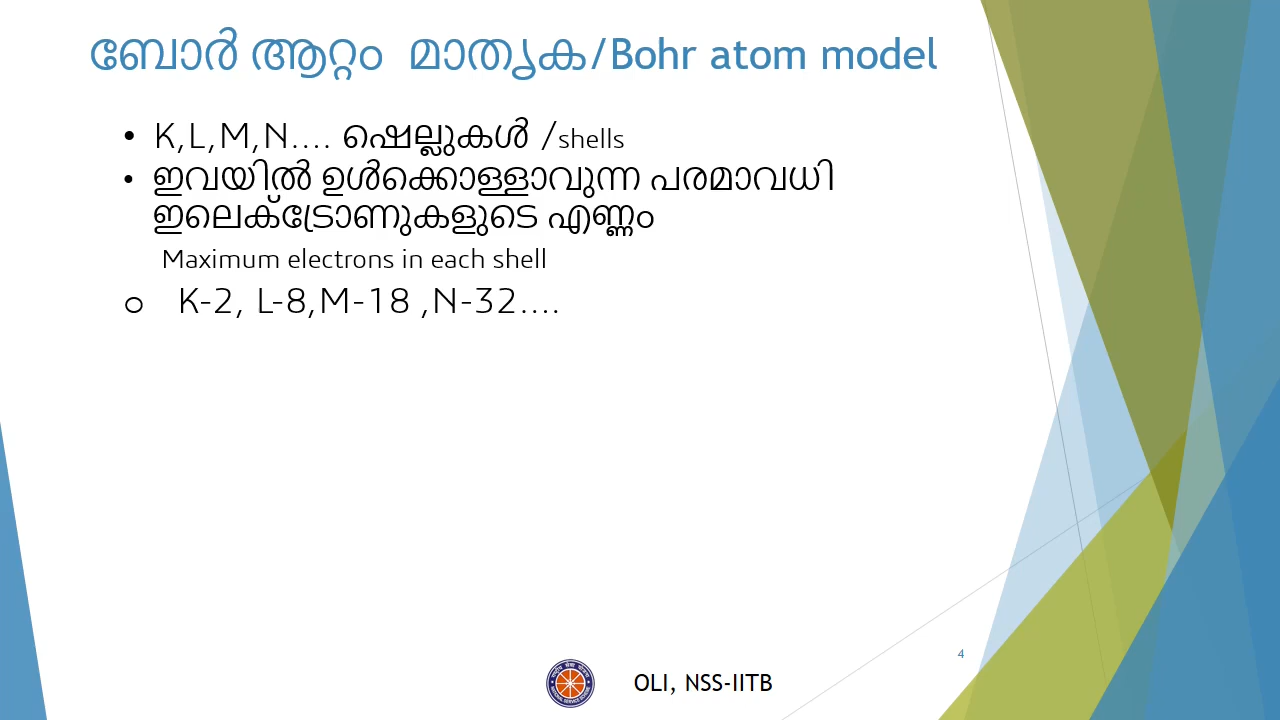 ബോർ ആറ്റം മാതൃക/Bohr atom model
• K,L,M,N.... ഷെല്ലുകൾ /shells
• ഇവയിൽ ഉൾക്കൊള്ളാവുന്ന പരമാവധി
ഇലെക്ട്രോണുകളുടെ എണ്ണം
Maximum electrons in each shell
o K-2, L-8,M-18 ,N-32....
4
OLI, NSS-IITB